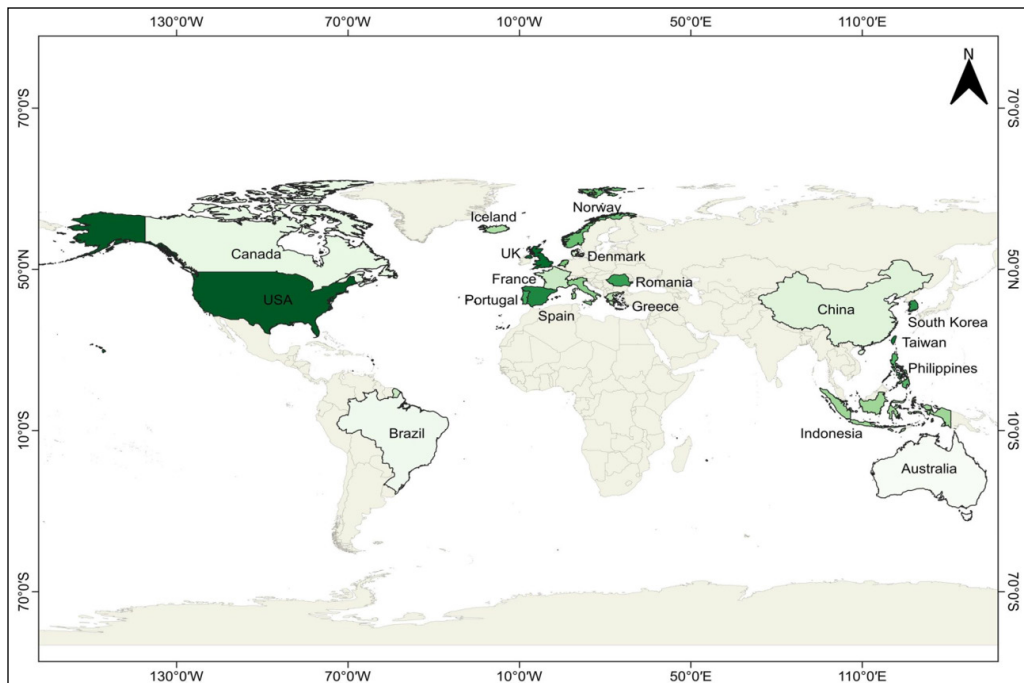 130°0'W 70°0'W 10°0'W 50°0'E 110°0'E
N
70°0'S 70°0'S
Iceland Norway
Canada UK Denmark
50°0'N 50°0'N
France Romania
USA Portugal Greece
Spain China
South Korea
Taiwan
Philippines
10°0'S Brazil Indonesia 10°0'S
Australia
70°0'S 70°0'S
130°0'W 70°0'W 10°0'W 50°0'E 110°0'E